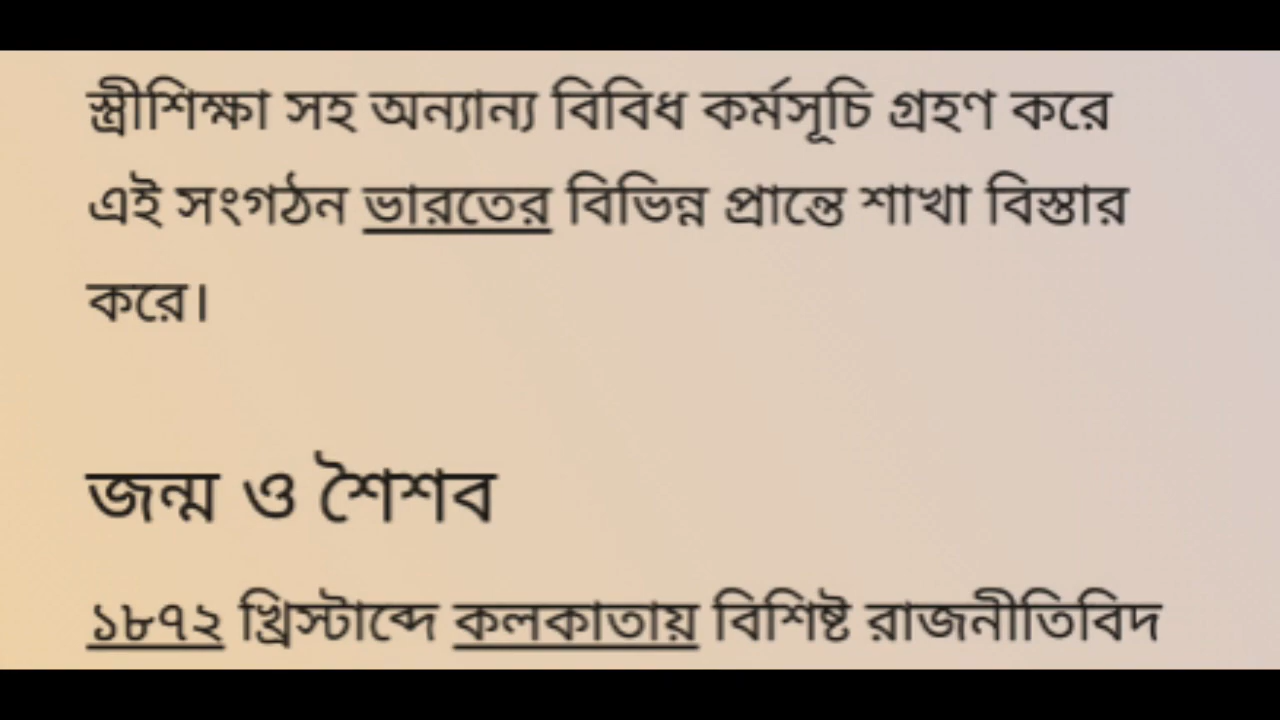 স্ত্রীশিক্ষা সহ অন্যান্য বিবিধ কর্মসূচি গ্রহণ করে
এই সংগঠন ভারতের বিভিন্ন প্রান্তে শাখা বিস্তার
করে।
জন্ম ও শৈশব
১৮৭২ খ্রিস্টাব্দে কলকাতায় বিশিষ্ট রাজনীতিবিদ